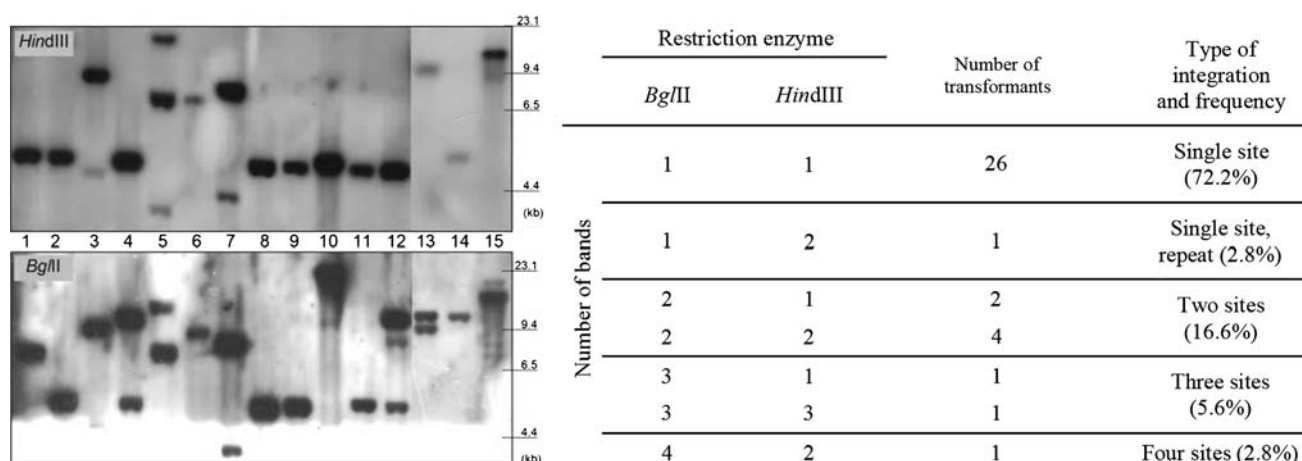 HindIII
23.1
9.4
6.5
4.4
(kb)
1 2 3 4 5 6 7 8 9 10 11 12 13 14 15
BglII
23.1
9.4
6.5
4.4
(kb)
Restriction enzyme
BglII HindIII
Number of
transformants
Type of
integration
and frequency
Number of bands
1 1 26 Single site
(72.2%)
1 2 1 Single site,
repeat (2.8%)
2 1 2 Two sites
2 2 4 (16.6%)
3 1 1 Three sites
3 3 1 (5.6%)
4 2 1 Four sites (2.8%)